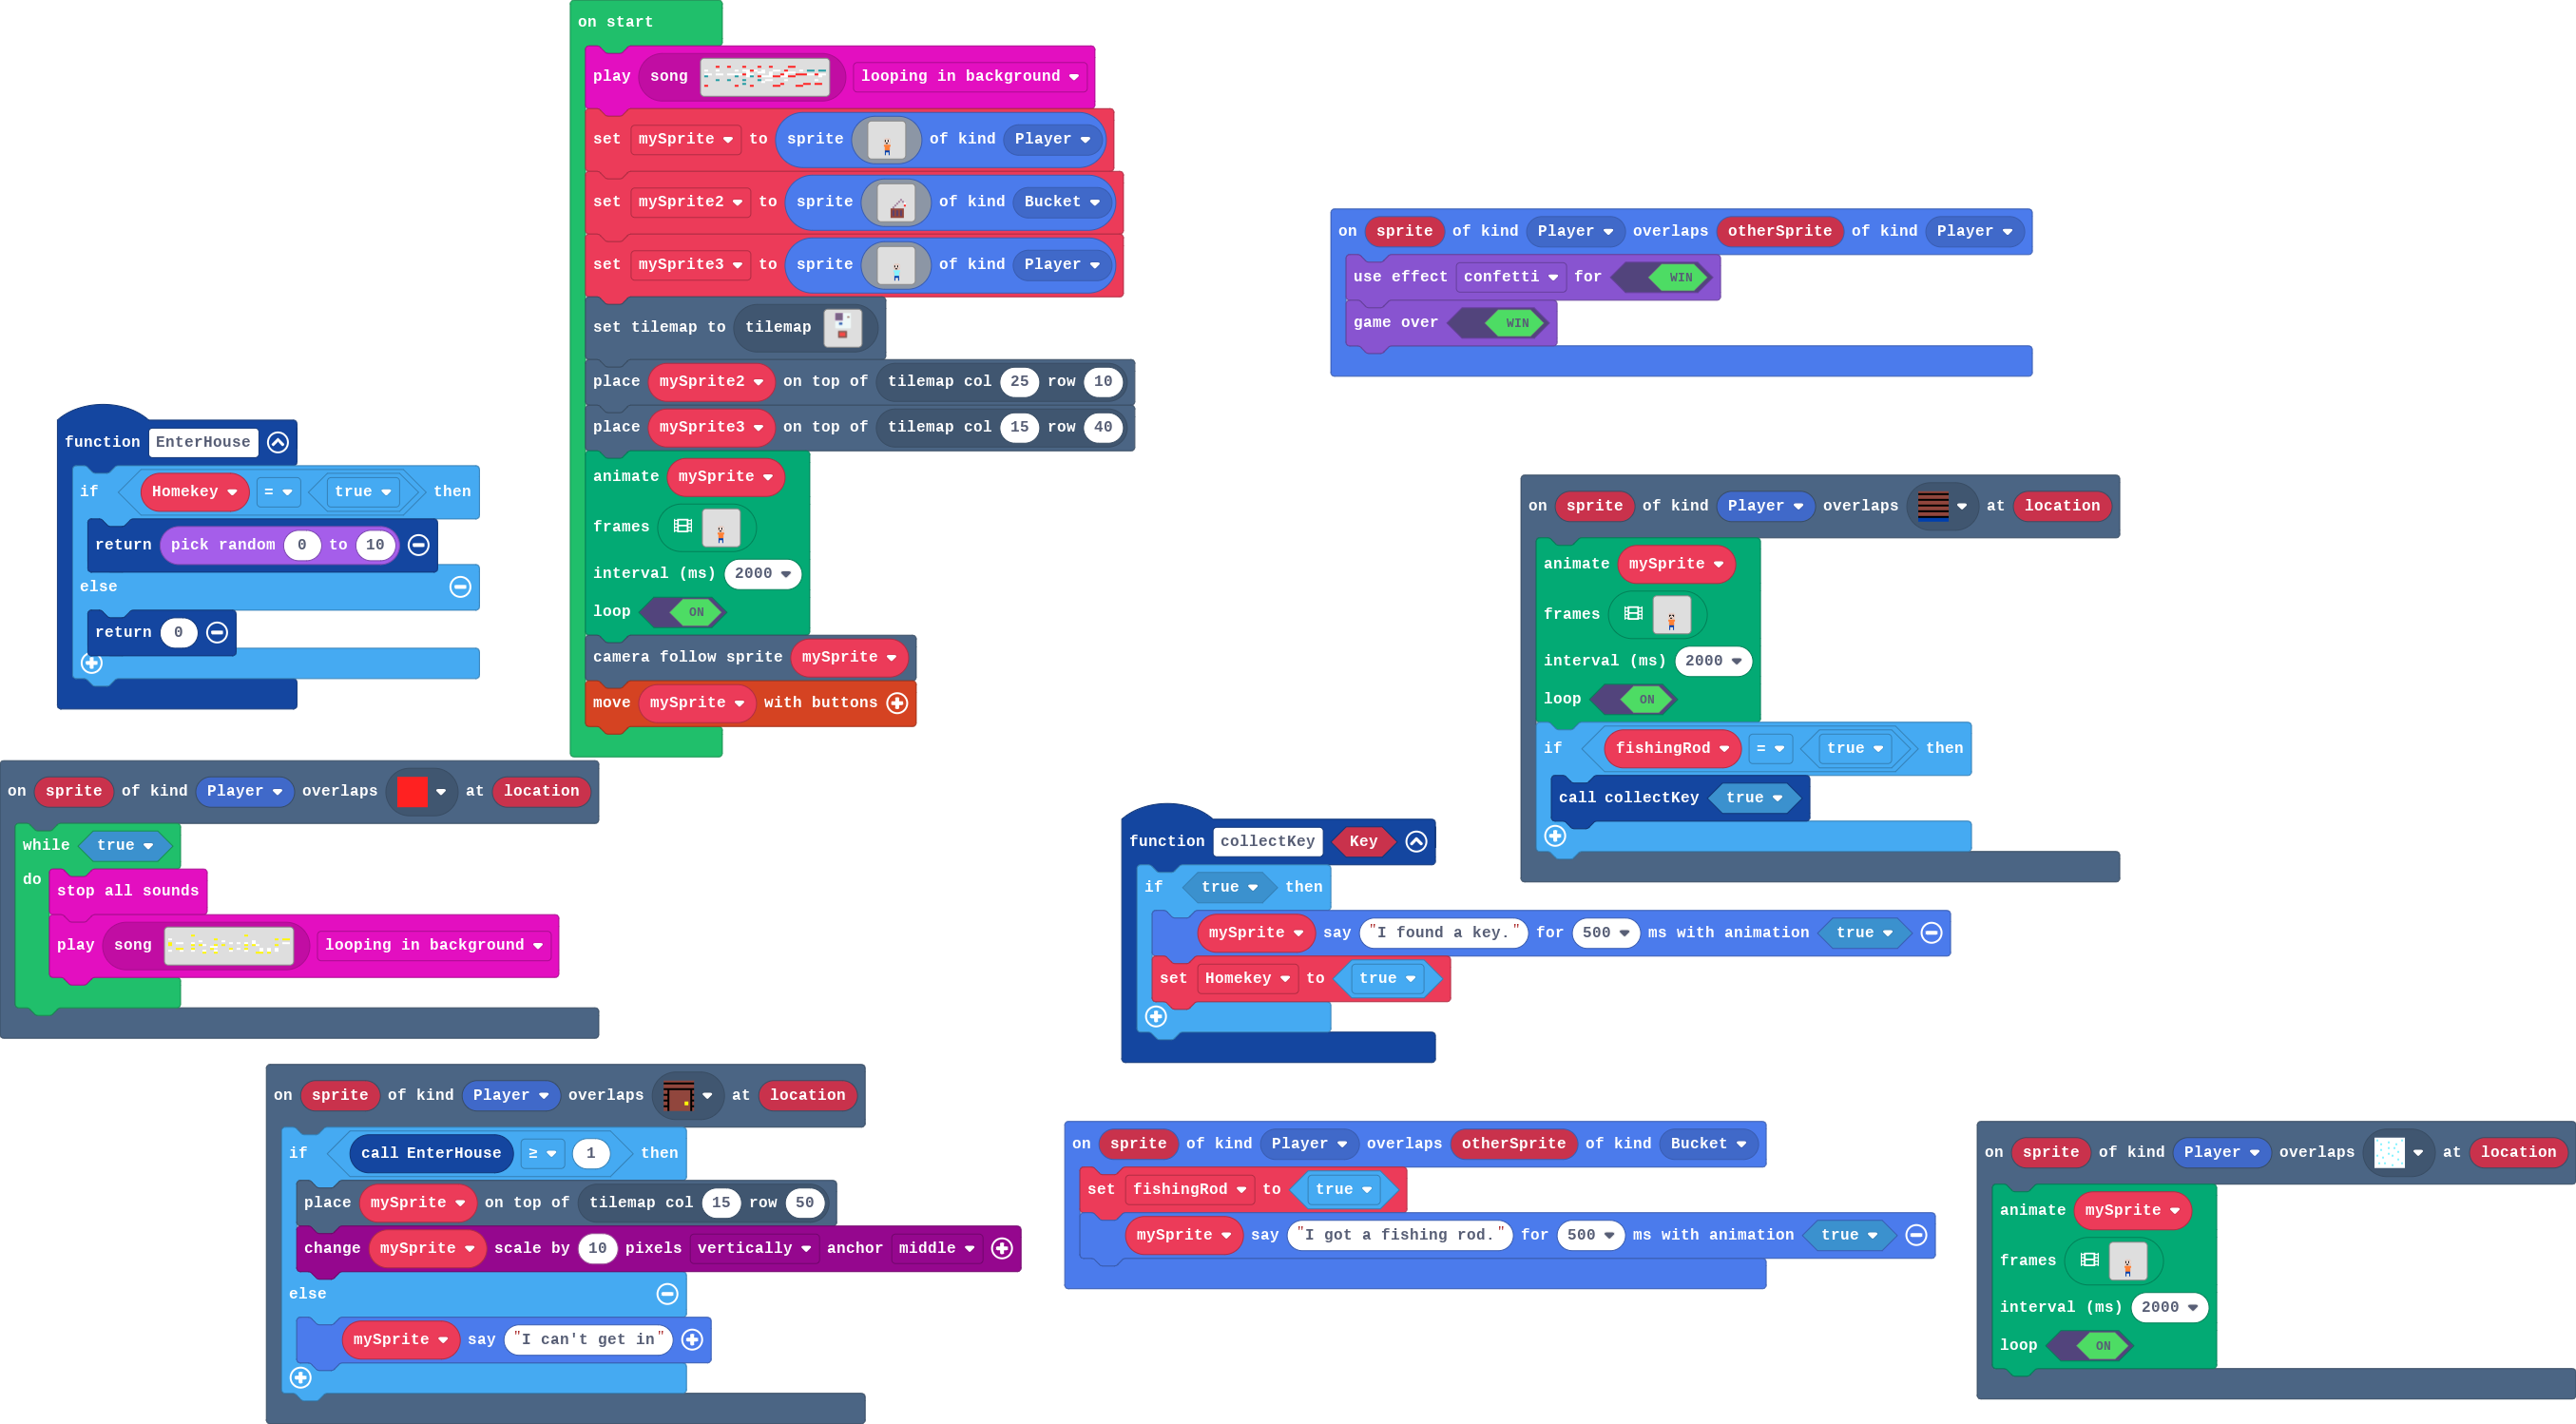 on start
play song looping in background
set mySprite to sprite of kind Player
set mySprite2 to sprite of kind Bucket
set mySprite3 to sprite of kind Player
set tilemap to tilemap
place mySprite2 on top of tilemap col 25 row 10
place mySprite3 on top of tilemap col 15 row 40
animate mySprite
frames
interval (ms) 2000
loop ON
camera follow sprite mySprite
move mySprite with buttons
on sprite of kind Player overlaps otherSprite of kind Player
use effect confetti for WIN
game over WIN
function EnterHouse
if Homekey = true then
return pick random 0 to 10
else
return 0
on sprite of kind Player overlaps at location
animate mySprite
frames
interval (ms) 2000
loop ON
if fishingRod = true then
call collectKey true
on sprite of kind Player overlaps at location
while true
do
stop all sounds
play song looping in background
function collectKey Key
if true then
mySprite say "I found a key." for 500 ms with animation true
set Homekey to true
on sprite of kind Player overlaps at location
if call EnterHouse ≥ 1 then
place mySprite on top of tilemap col 15 row 50
change mySprite scale by 10 pixels vertically anchor middle
else
mySprite say "I can't get in"
on sprite of kind Player overlaps otherSprite of kind Bucket
set fishingRod to true
mySprite say "I got a fishing rod." for 500 ms with animation true
on sprite of kind Player overlaps at location
animate mySprite
frames
interval (ms) 2000
loop ON